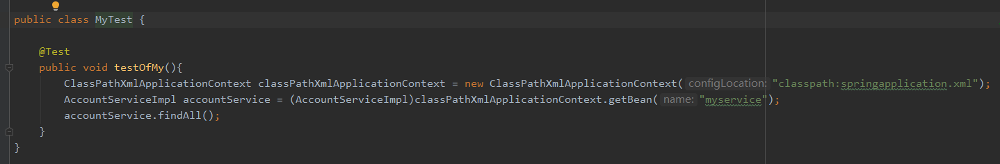 public class MyTest {
@Test
public void testOfMy(){
ClassPathXmlApplicationContext classPathXmlApplicationContext = new ClassPathXmlApplicationContext( configLocation: "classpath:springapplication.xml");
AccountServiceImpl accountService = (AccountServiceImpl)classPathXmlApplicationContext.getBean( name: "myservice");
accountService.findAll();
}
}